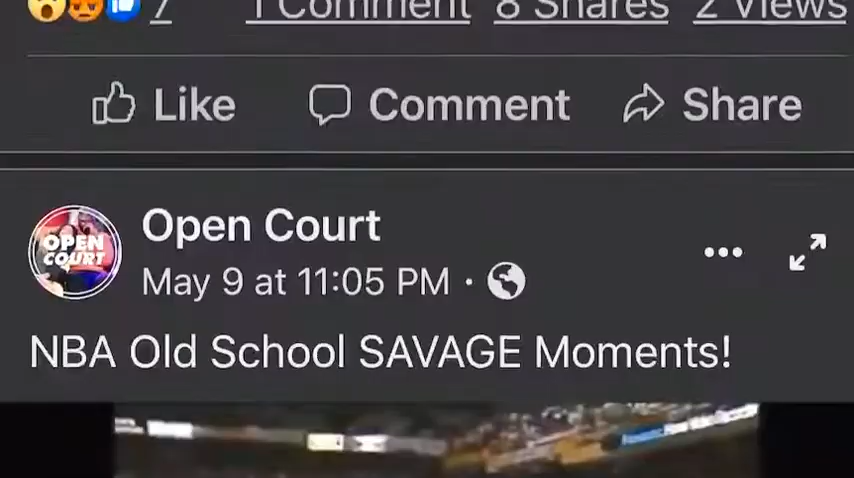 7 1 Comment 8 Shares 2 Views
Like Comment Share
OPEN
COURT
Open Court
May 9 at 11:05 PM ·
NBA Old School SAVAGE Moments!